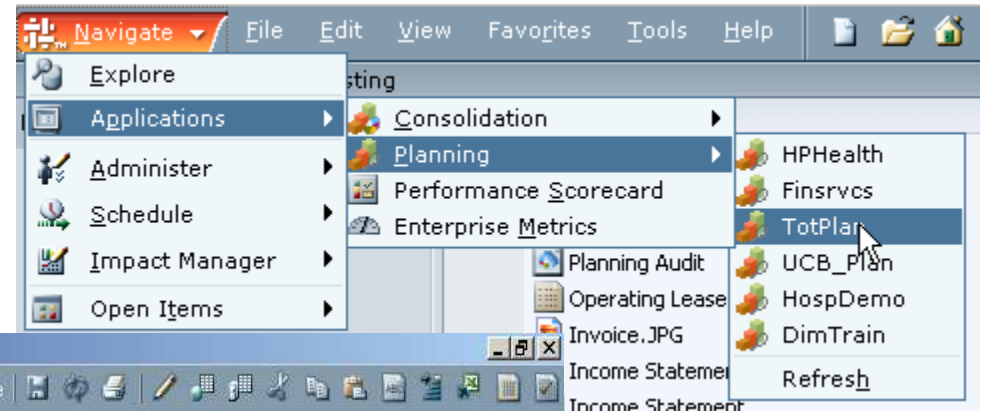 Navigate File Edit View Favorites Tools Help
Explore
sting
Applications
Consolidation
Planning
HPHealth
Administer
Performance Scorecard
Finsrvcs
Schedule
Enterprise Metrics
TotPlan
Impact Manager
Planning Audit
UCB_Plan
Open Items
Operating Lease
HospDemo
Invoice.JPG
DimTrain
Income Statemen
Refresh
Income Statement